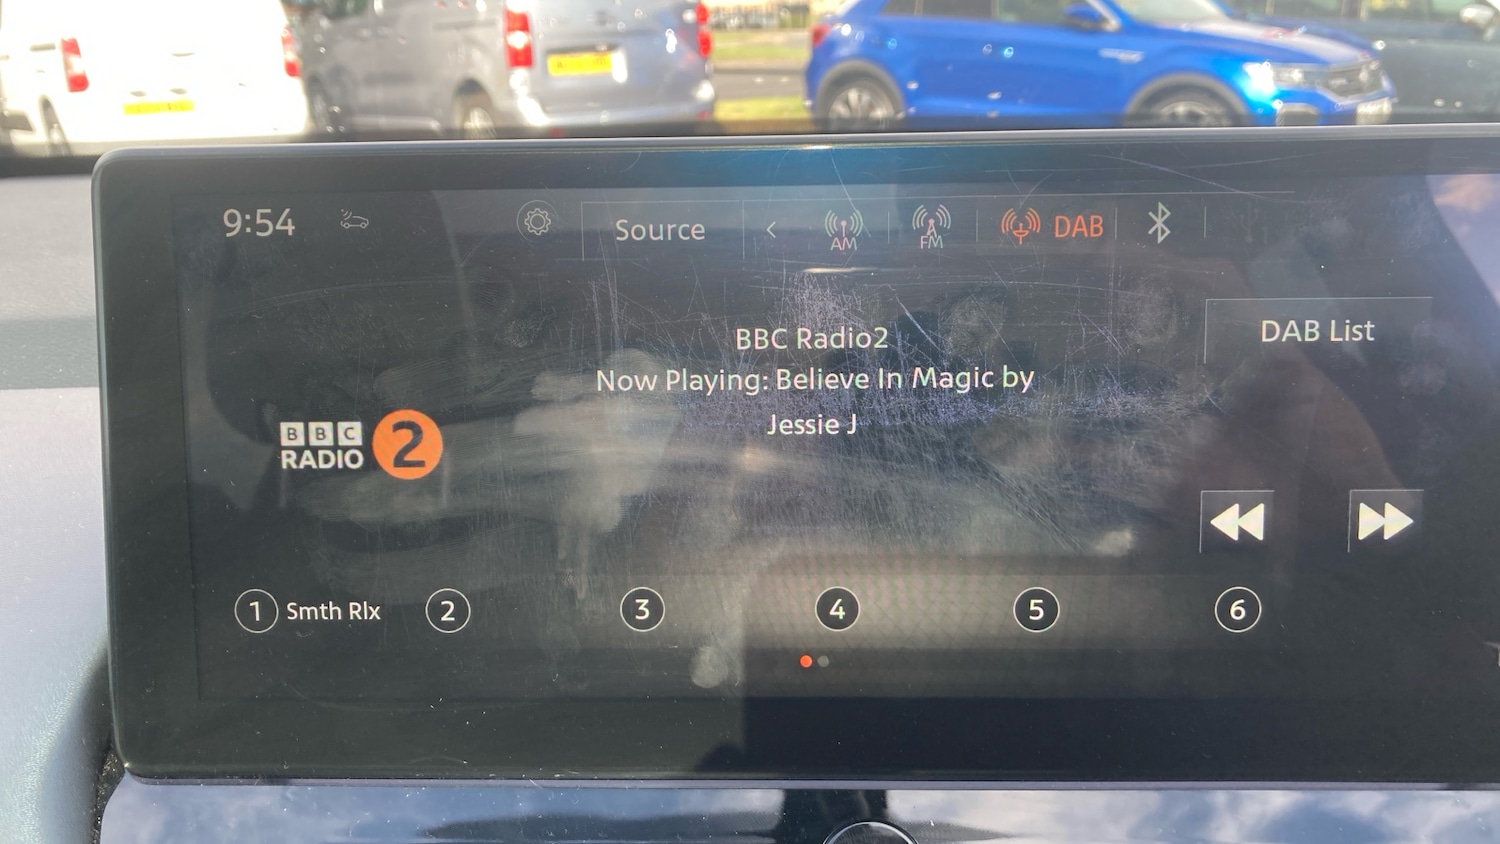 9:54
Source
<
AM
FM
DAB
BBC Radio2
Now Playing: Believe In Magic by
Jessie J
DAB List
BBC
RADIO 2
1 Smth Rlx 2 3 4 5 6